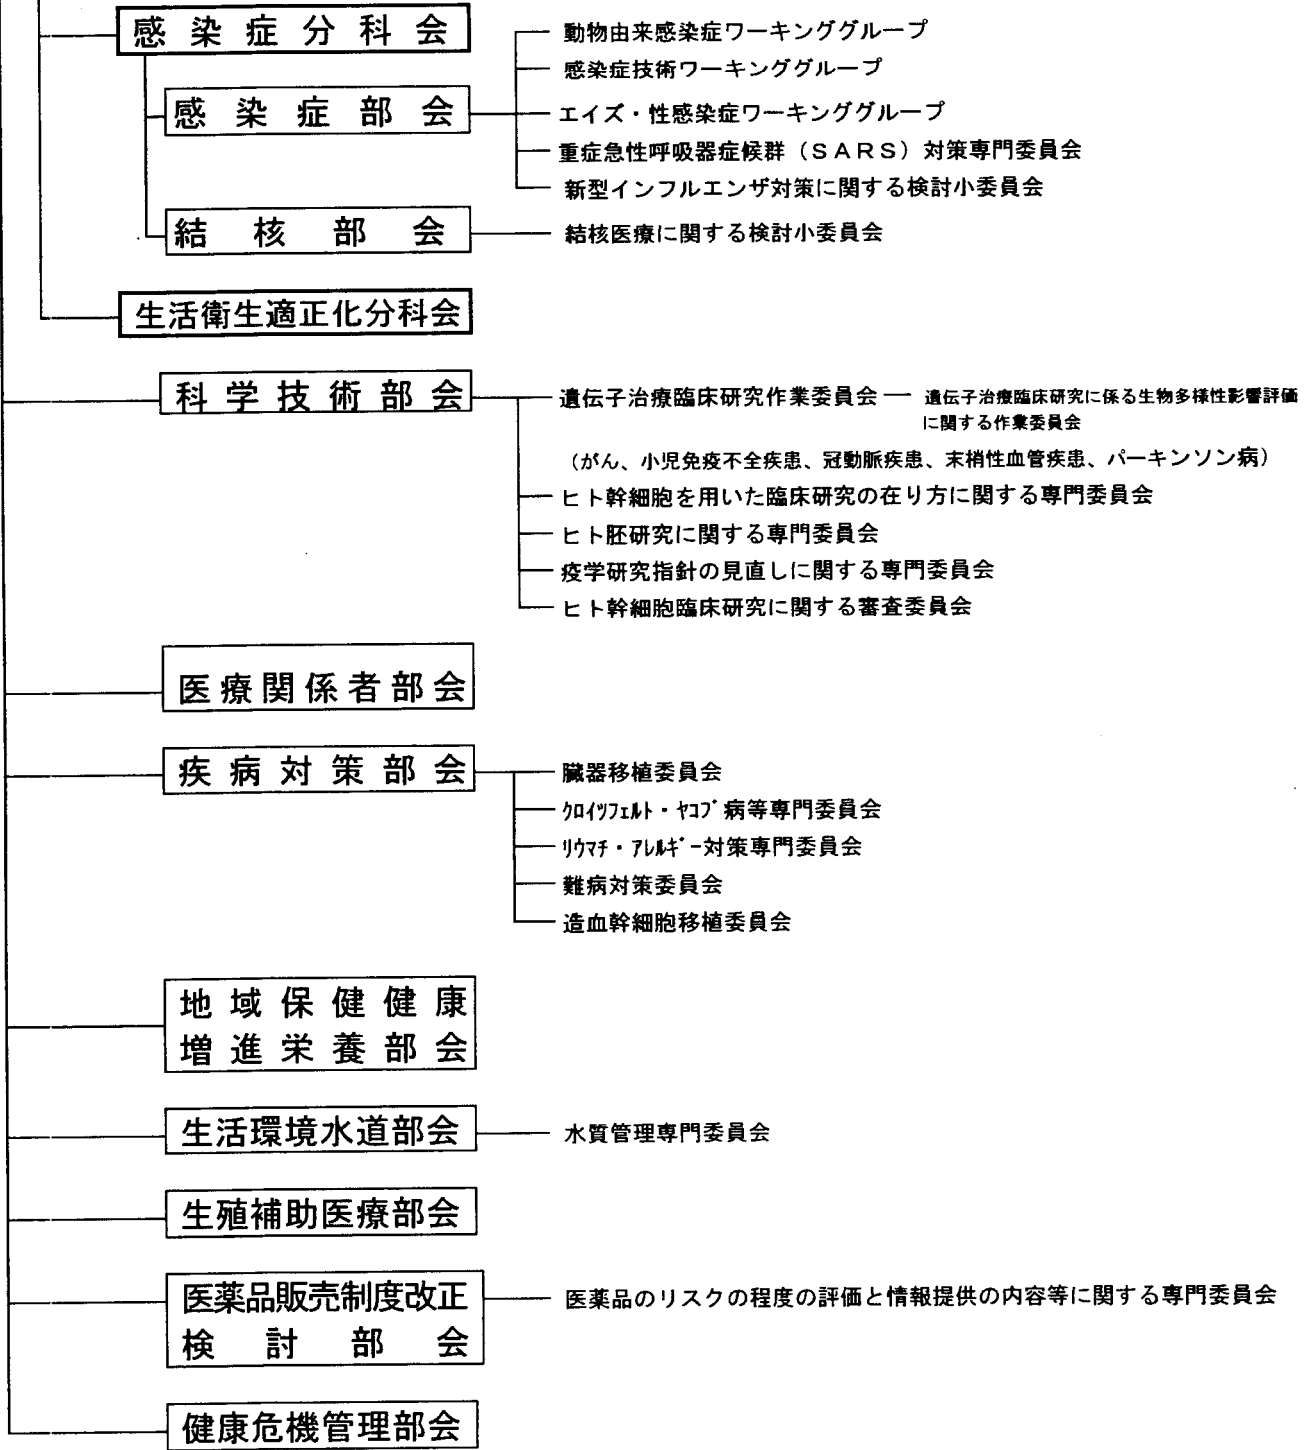 感染症分科会
動物由来感染症ワーキンググループ
感染症技術ワーキンググループ
感染症部会
エイズ・性感染症ワーキンググループ
重症急性呼吸器症候群（ＳＡＲＳ）対策専門委員会
新型インフルエンザ対策に関する検討小委員会
結核部会
結核医療に関する検討小委員会
生活衛生適正化分科会
科学技術部会
遺伝子治療臨床研究作業委員会
遺伝子治療臨床研究に係る生物多様性影響評価
に関する作業委員会
（がん、小児免疫不全疾患、冠動脈疾患、末梢性血管疾患、パーキンソン病）
ヒト幹細胞を用いた臨床研究の在り方に関する専門委員会
ヒト胚研究に関する専門委員会
疫学研究指針の見直しに関する専門委員会
ヒト幹細胞臨床研究に関する審査委員会
医療関係者部会
疾病対策部会
臓器移植委員会
ｸﾛｲﾂﾌｪﾙﾄ・ﾔｺﾌﾞ病等専門委員会
ﾘｳﾏﾁ・ｱﾚﾙｷﾞｰ対策専門委員会
難病対策委員会
造血幹細胞移植委員会
地域保健健康
増進栄養部会
生活環境水道部会
水質管理専門委員会
生殖補助医療部会
医薬品販売制度改正
検討部会
医薬品のリスクの程度の評価と情報提供の内容等に関する専門委員会
健康危機管理部会